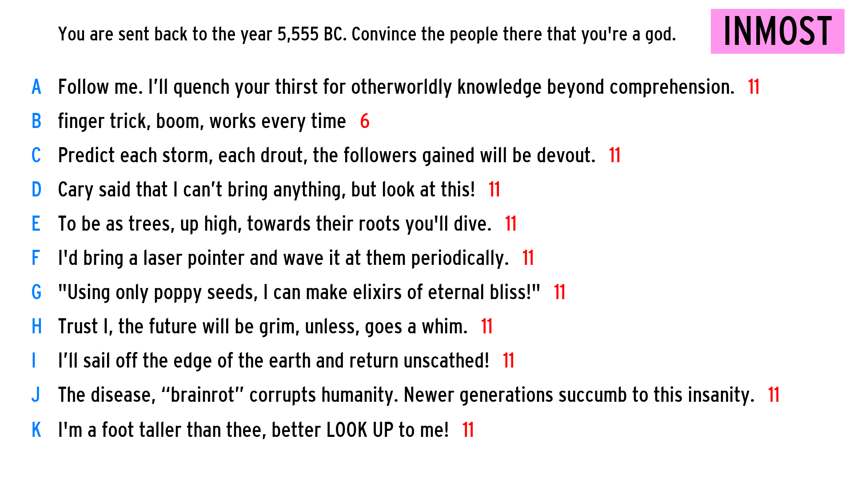 You are sent back to the year 5,555 BC. Convince the people there that you're a god.
INMOST
A Follow me. I’ll quench your thirst for otherworldly knowledge beyond comprehension. 11
B finger trick, boom, works every time 6
C Predict each storm, each drout, the followers gained will be devout. 11
D Cary said that I can’t bring anything, but look at this! 11
E To be as trees, up high, towards their roots you'll dive. 11
F I'd bring a laser pointer and wave it at them periodically. 11
G "Using only poppy seeds, I can make elixirs of eternal bliss!" 11
H Trust I, the future will be grim, unless, goes a whim. 11
I I’ll sail off the edge of the earth and return unscathed! 11
J The disease, “brainrot” corrupts humanity. Newer generations succumb to this insanity. 11
K I'm a foot taller than thee, better LOOK UP to me! 11